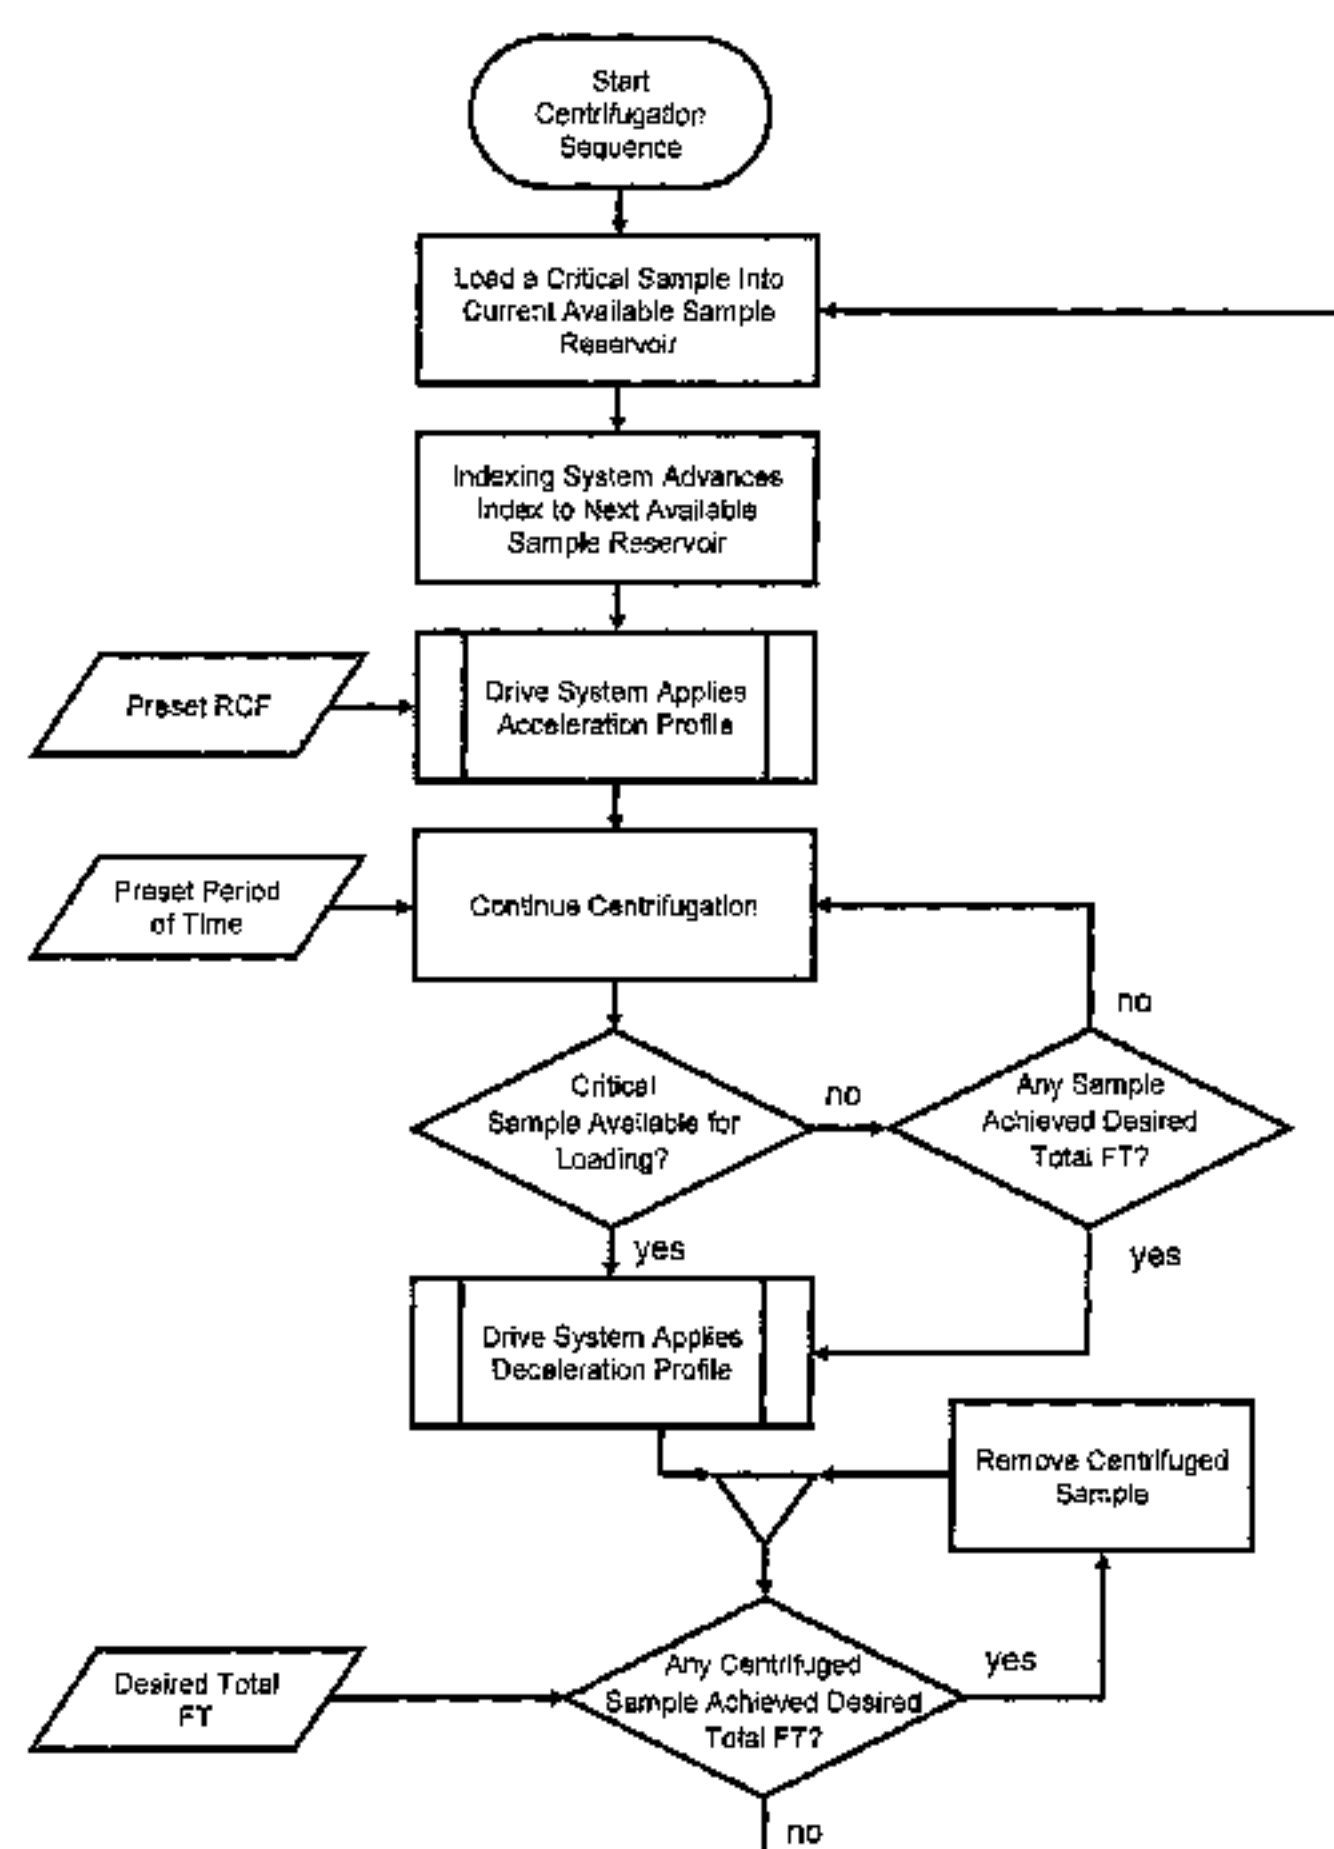 Start
Centrifugation
Sequence
Load a Critical Sample Into
Current Available Sample
Reservoir
Indexing System Advances
Index to Next Available
Sample Reservoir
Preset RCF
Drive System Applies
Acceleration Profile
Preset Period
of Time
Continue Centrifugation
no
Critical
Sample Available for
Loading?
no
Any Sample
Achieved Desired
Total FT?
yes
yes
Drive System Applies
Deceleration Profile
Remove Centrifuged
Sample
Desired Total
FT
Any Centrifuged
Sample Achieved Desired
Total FT?
yes
no